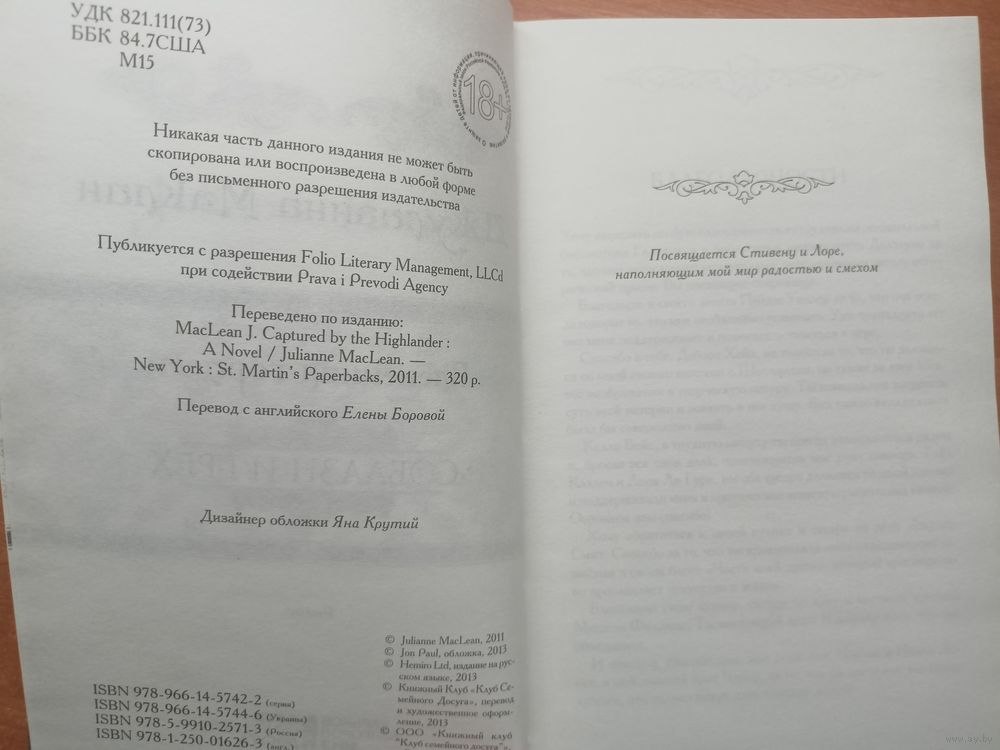 УДК 821.111(73)
ББК 84.7США
М15
18+
Никакая часть данного издания не может быть
скопирована или воспроизведена в любой форме
без письменного разрешения издательства
Публикуется с разрешения Folio Literary Management, LLCd
при содействии Prava i Prevodi Agency
Переведено по изданию:
MacLean J. Captured by the Highlander :
A Novel / Julianne MacLean. —
New York : St. Martin's Paperbacks, 2011. — 320 p.
Перевод с английского Елены Боровой
Дизайнер обложки Яна Крутий
© Julianne MacLean, 2011
© Jon Paul, обложка, 2013
© Hemiro Ltd, издание на рус-
ском языке, 2013
© Книжный Клуб «Клуб Се-
мейного Досуга», перевод
и художественное оформ-
ление, 2013
© ООО «Книжный клуб
"Клуб семейного досуга"»,
ISBN 978-966-14-5742-2 (серия)
ISBN 978-966-14-5744-6 (Украина)
ISBN 978-5-9910-2571-3 (Россия)
ISBN 978-1-250-01626-3 (англ.)
Посвящается Стивену и Лоре,
наполняющим мой мир радостью и смехом
www.ay.by